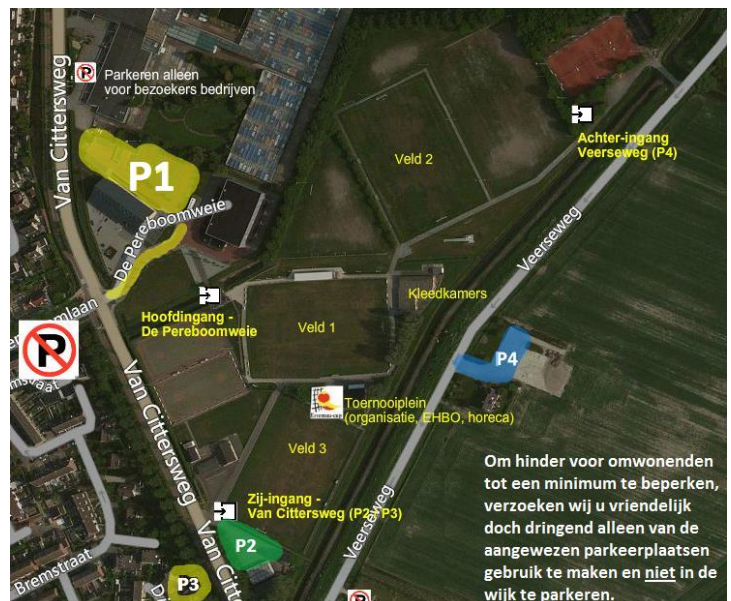 Van Cittersweg
P
Parkeren alleen
voor bezoekers bedrijven
P1
De Pereboomweie
Veld 2
Achter-ingang
Veerseweg (P4)
Veerseweg
Hoofdingang -
De Pereboomweie
Veld 1
Kleedkamers
P
P4
Van Cittersweg
Toernooiplein
(organisatie, EHBO, horeca)
Veld 3
Zij-ingang -
Van Cittersweg (P2+P3)
P2
P3
Bremstraat
Van Cittersweg
Veerseweg
Om hinder voor omwonenden
tot een minimum te beperken,
verzoeken wij u vriendelijk
doch dringend alleen van de
aangewezen parkeerplaatsen
gebruik te maken en niet in de
wijk te parkeren.